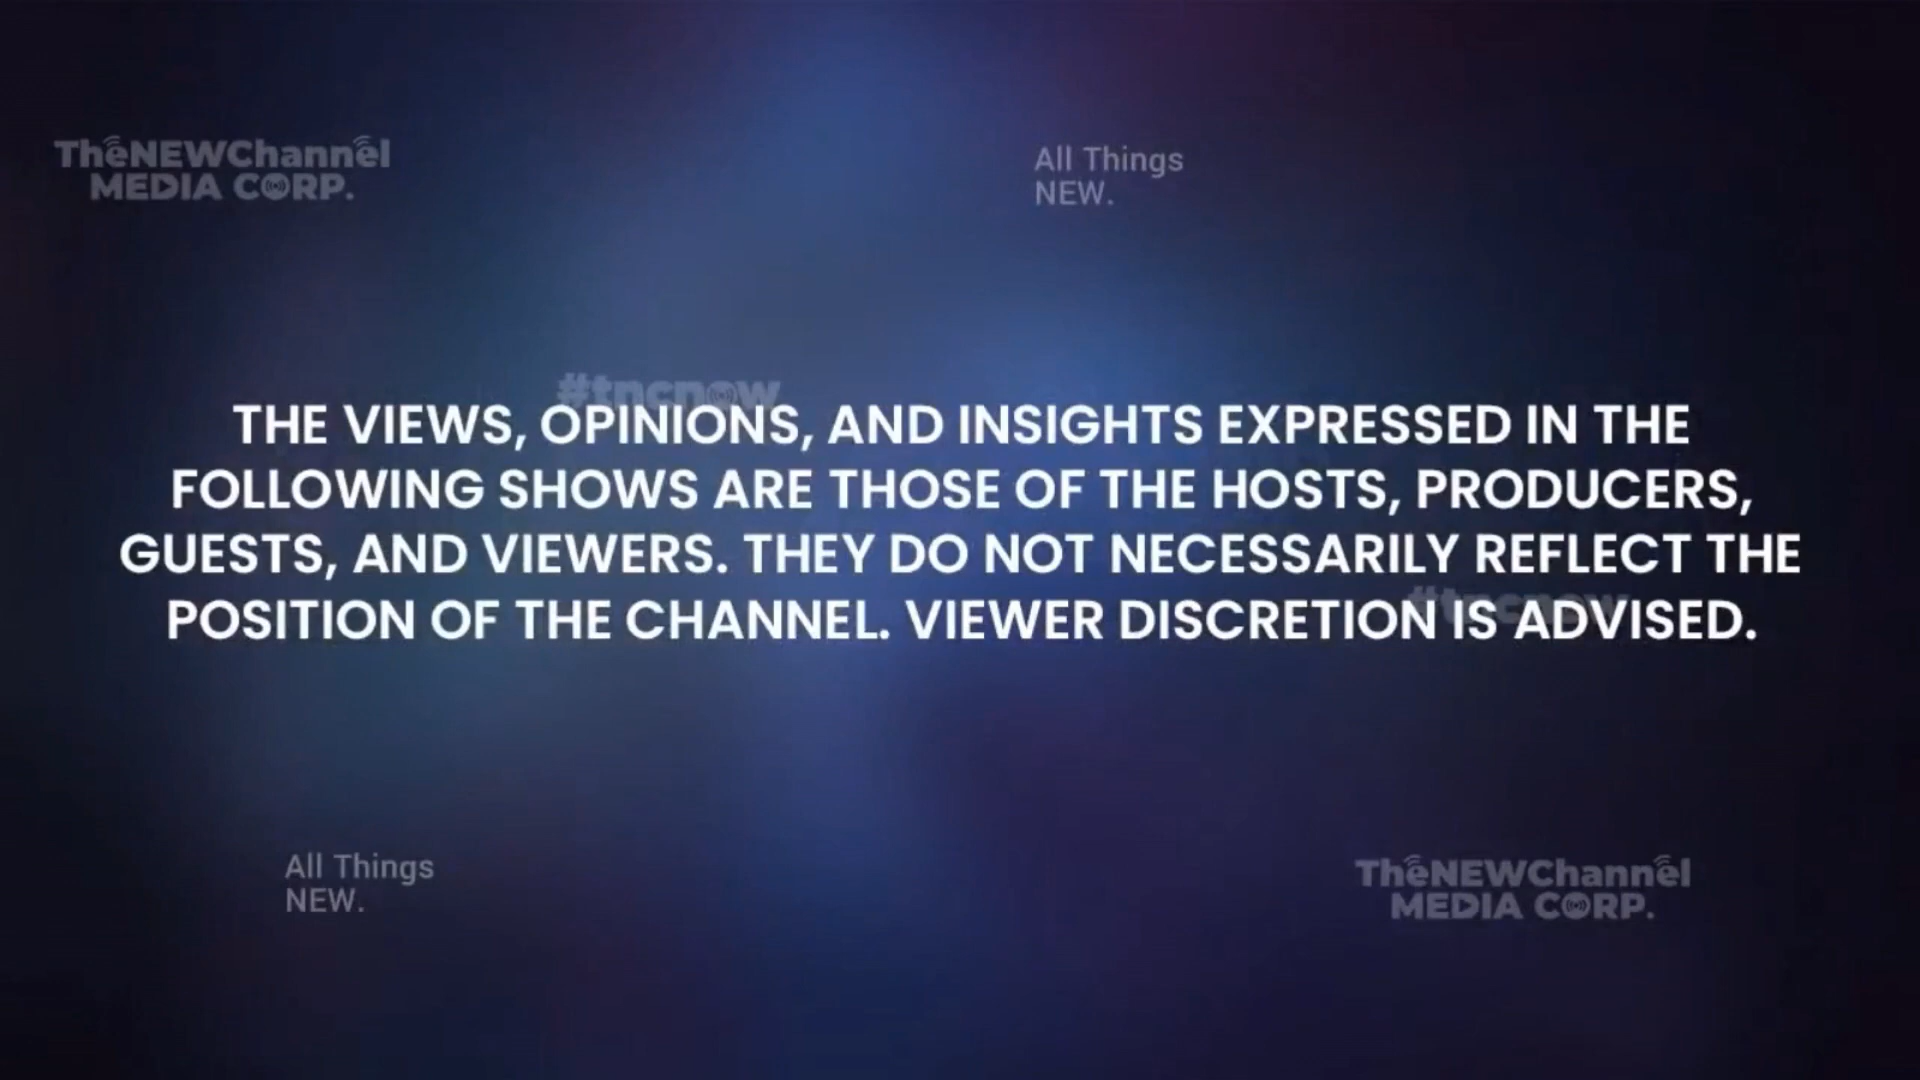 TheNEWChannel
MEDIA CORP.
All Things
NEW.
#tncnow
THE VIEWS, OPINIONS, AND INSIGHTS EXPRESSED IN THE
FOLLOWING SHOWS ARE THOSE OF THE HOSTS, PRODUCERS,
GUESTS, AND VIEWERS. THEY DO NOT NECESSARILY REFLECT THE
POSITION OF THE CHANNEL. VIEWER DISCRETION IS ADVISED.
#tncnow
All Things
NEW.
TheNEWChannel
MEDIA CORP.